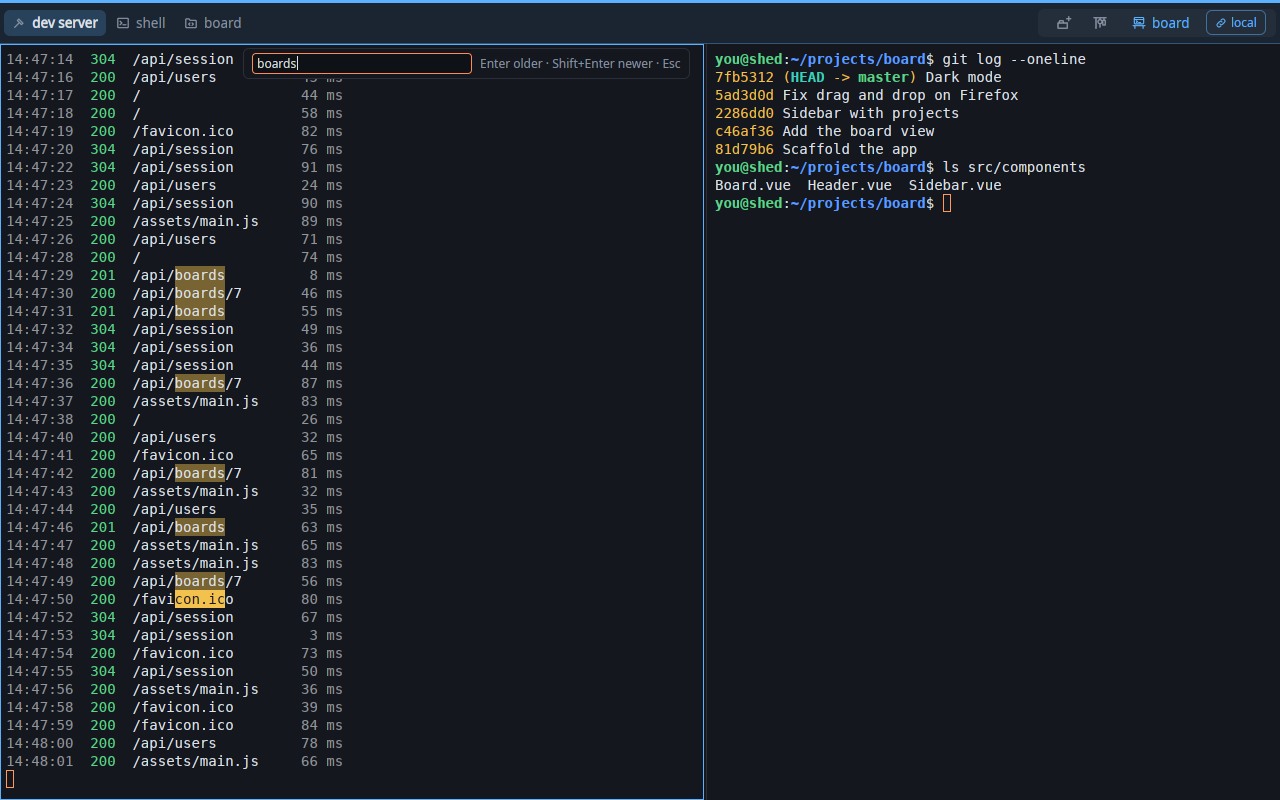 dev server shell board board local
boards Enter older · Shift+Enter newer · Esc
14:47:14 304 /api/session
14:47:16 200 /api/users ms
14:47:17 200 / 44 ms
14:47:18 200 / 58 ms
14:47:19 200 /favicon.ico 82 ms
14:47:20 304 /api/session 76 ms
14:47:22 304 /api/session 91 ms
14:47:23 200 /api/users 24 ms
14:47:24 304 /api/session 90 ms
14:47:25 200 /assets/main.js 89 ms
14:47:26 200 /api/users 71 ms
14:47:28 200 / 74 ms
14:47:29 201 /api/boards 8 ms
14:47:30 200 /api/boards/7 46 ms
14:47:31 201 /api/boards 55 ms
14:47:32 304 /api/session 49 ms
14:47:34 304 /api/session 36 ms
14:47:35 304 /api/session 44 ms
14:47:36 200 /api/boards/7 87 ms
14:47:37 200 /assets/main.js 83 ms
14:47:38 200 / 26 ms
14:47:40 200 /api/users 32 ms
14:47:41 200 /favicon.ico 65 ms
14:47:42 200 /api/boards/7 81 ms
14:47:43 200 /assets/main.js 32 ms
14:47:44 200 /api/users 35 ms
14:47:46 201 /api/boards 63 ms
14:47:47 200 /assets/main.js 65 ms
14:47:48 200 /assets/main.js 83 ms
14:47:49 200 /api/boards/7 56 ms
14:47:50 200 /favicon.ico 80 ms
14:47:52 304 /api/session 67 ms
14:47:53 304 /api/session 3 ms
14:47:54 200 /favicon.ico 73 ms
14:47:55 304 /api/session 50 ms
14:47:56 200 /assets/main.js 36 ms
14:47:58 200 /favicon.ico 39 ms
14:47:59 200 /favicon.ico 84 ms
14:48:00 200 /api/users 78 ms
14:48:01 200 /assets/main.js 66 ms
you@shed:~/projects/board$ git log --oneline
7fb5312 (HEAD -> master) Dark mode
5ad3d0d Fix drag and drop on Firefox
2286dd0 Sidebar with projects
c46af36 Add the board view
81d79b6 Scaffold the app
you@shed:~/projects/board$ ls src/components
Board.vue Header.vue Sidebar.vue
you@shed:~/projects/board$